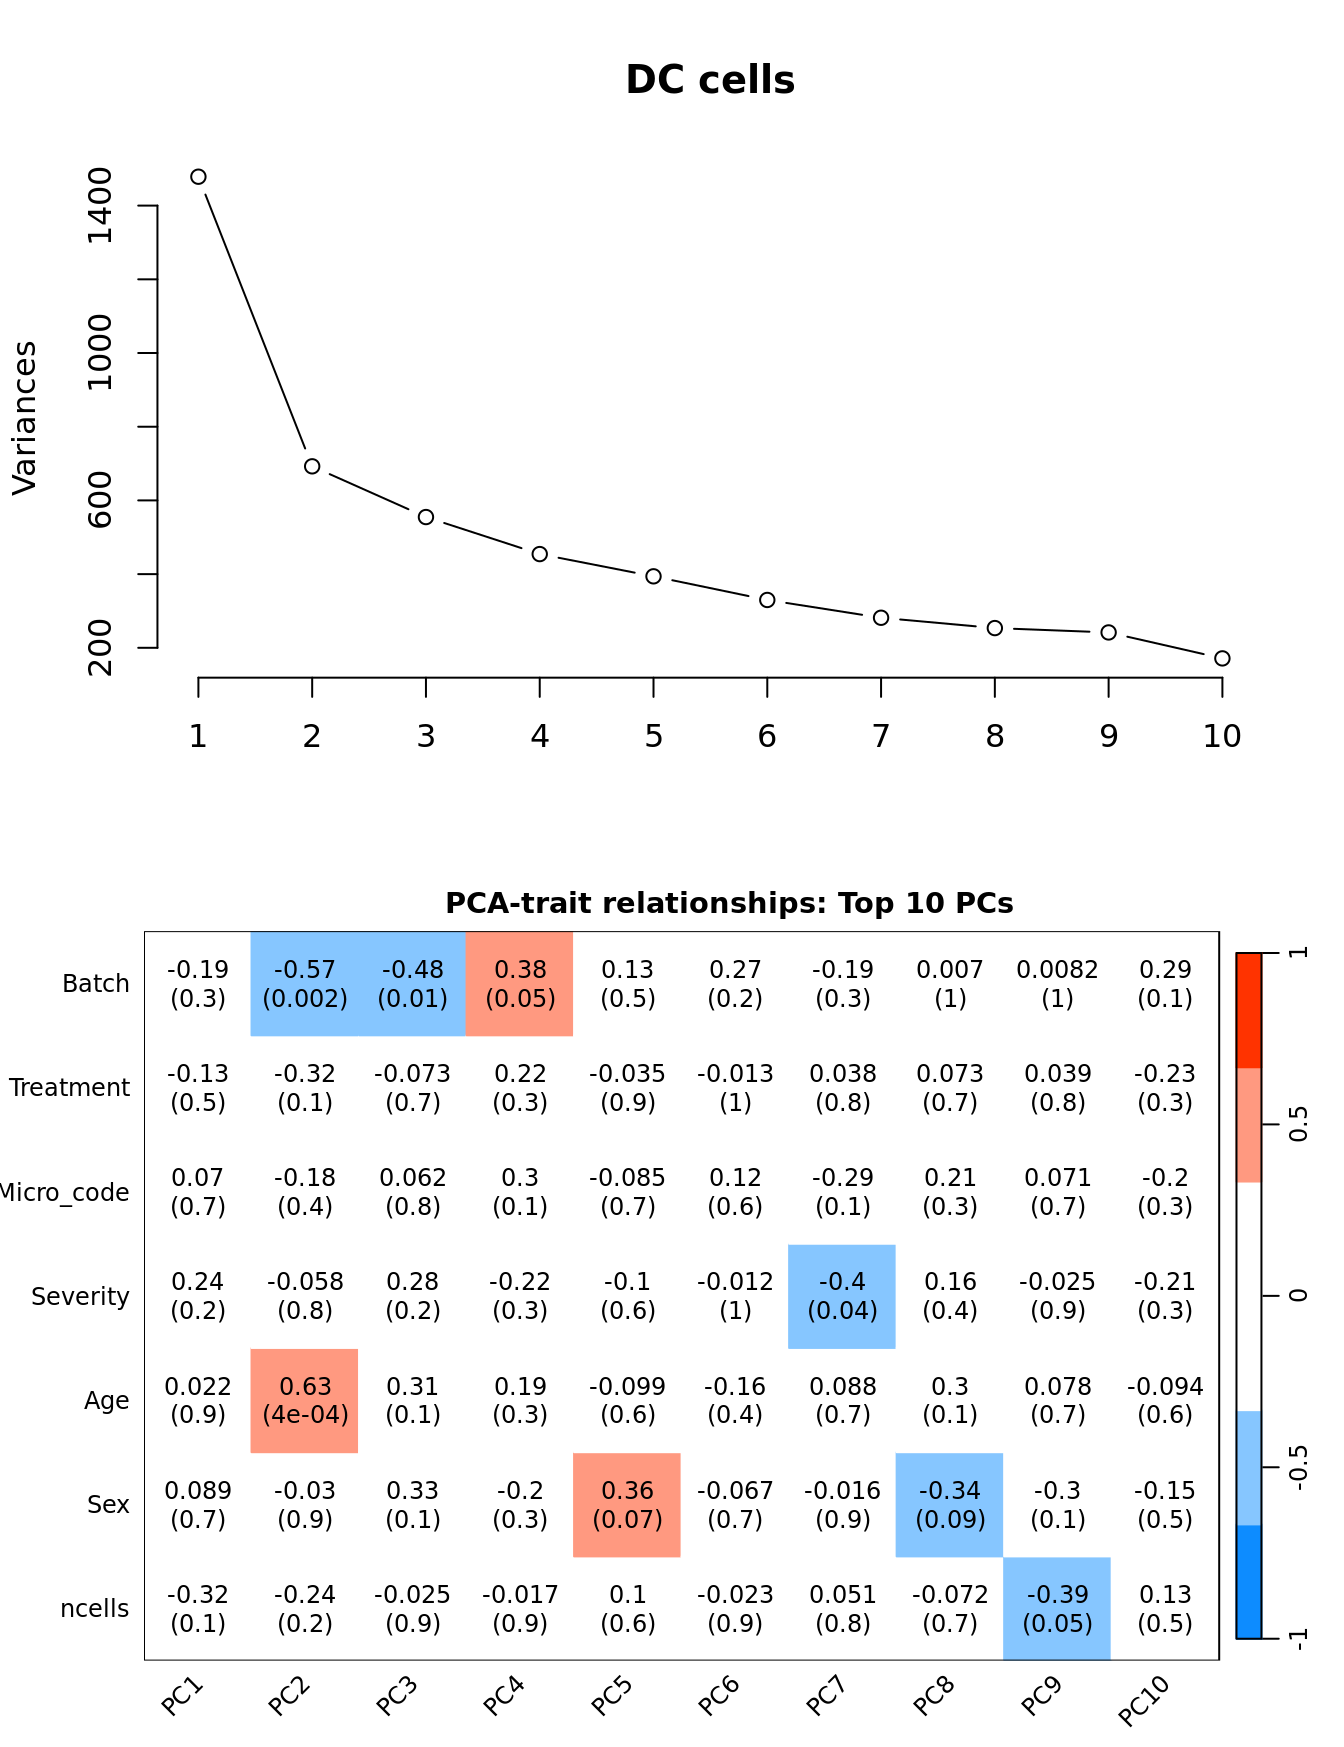 DC cells
Variances
1400
1000
600
200
1 2 3 4 5 6 7 8 9 10
PCA-trait relationships: Top 10 PCs
Batch -0.19 -0.57 -0.48 0.38 0.13 0.27 -0.19 0.007 0.0082 0.29
(0.3) (0.002) (0.01) (0.05) (0.5) (0.2) (0.3) (1) (1) (0.1)
Treatment -0.13 -0.32 -0.073 0.22 -0.035 -0.013 0.038 0.073 0.039 -0.23
(0.5) (0.1) (0.7) (0.3) (0.9) (1) (0.8) (0.7) (0.8) (0.3)
Micro_code 0.07 -0.18 0.062 0.3 -0.085 0.12 -0.29 0.21 0.071 -0.2
(0.7) (0.4) (0.8) (0.1) (0.7) (0.6) (0.1) (0.3) (0.7) (0.3)
Severity 0.24 -0.058 0.28 -0.22 -0.1 -0.012 -0.4 0.16 -0.025 -0.21
(0.2) (0.8) (0.2) (0.3) (0.6) (1) (0.04) (0.4) (0.9) (0.3)
Age 0.022 0.63 0.31 0.19 -0.099 -0.16 0.088 0.3 0.078 -0.094
(0.9) (4e-04) (0.1) (0.3) (0.6) (0.4) (0.7) (0.1) (0.7) (0.6)
Sex 0.089 -0.03 0.33 -0.2 0.36 -0.067 -0.016 -0.34 -0.3 -0.15
(0.7) (0.9) (0.1) (0.3) (0.07) (0.7) (0.9) (0.09) (0.1) (0.5)
ncells -0.32 -0.24 -0.025 -0.017 0.1 -0.023 0.051 -0.072 -0.39 0.13
(0.1) (0.2) (0.9) (0.9) (0.6) (0.9) (0.8) (0.7) (0.05) (0.5)
PC1 PC2 PC3 PC4 PC5 PC6 PC7 PC8 PC9 PC10
1
0.5
0
-0.5
-1